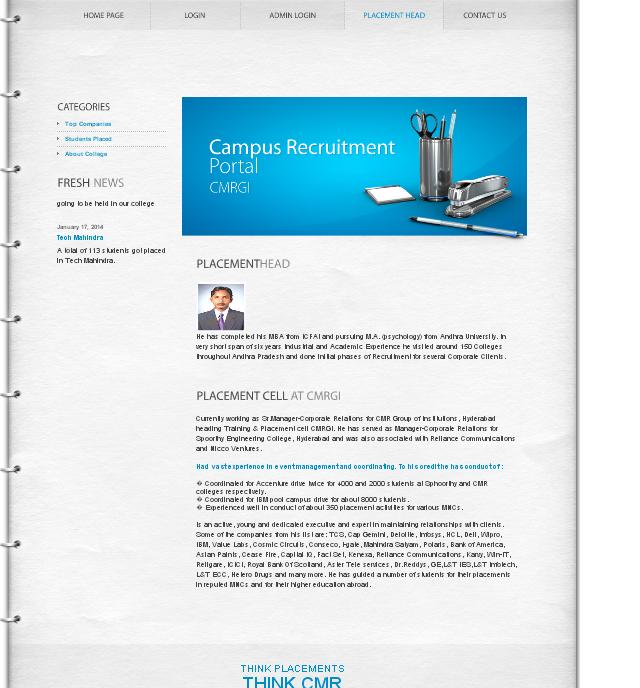 HOME PAGE
LOGIN
ADMIN LOGIN
PLACEMENT HEAD
CONTACT US
CATEGORIES
Top Companies
Students Placed
About College
FRESH NEWS
going to be held in our college
January 17, 2014
Tech Mahindra
A total of 113 students got placed
in Tech Mahindra.
Campus Recruitment
Portal
CMRGI
PLACEMENTHEAD
He has completed his MBA from ICFAI and pursuing M.A. (psychology) from Andhra University. In
very short span of six years Industrial and Academic Experience he visited around 150 Colleges
throughout Andhra Pradesh and done initial phases of Recruitment for several Corporate Clients.
PLACEMENT CELL AT CMRGI
Currently working as Sr.Manager-Corporate Relations for CMR Group of Institutions, Hyderabad
heading Training & Placement cell CMRGI. He has served as Manager-Corporate Relations for
Spoorthy Engineering College, Hyderabad and was also associated with Reliance Communications
and Nicco Ventures.
Had vast experience in event management and coordinating. To his credit he has conduct of:
� Coordinated for Accenture drive twice for 4000 and 2000 students at Sphoorthy and CMR
colleges respectively.
� Coordinated for IBM pool campus drive for about 8000 students.
� Experienced well in conduct of about 350 placement activities for various MNCs.
Is an active, young and dedicated executive and expert in maintaining relationships with clients.
Some of the companies from his list are: TCS, Cap Gemini, Deloitte, Infosys, HCL, Dell, Wipro,
IBM, Value Labs, Cosmic Circuits, Conseco, I-gate, Mahindra Satyam, Polaris, Bank of America,
Asian Paints, Cease Fire, Capital IQ, Fact Set, Kenexa, Reliance Communications, Karvy, Win-IT,
Religare, ICICI, Royal Bank Of Scotland, Aster Tele services, Dr.Reddys, GE,L&T IES,L&T Infotech,
L&T ECC, Hetero Drugs and many more. He has guided a number of students for their placements
in reputed MNCs and for their higher education abroad.
THINK PLACEMENTS
THINK CMR